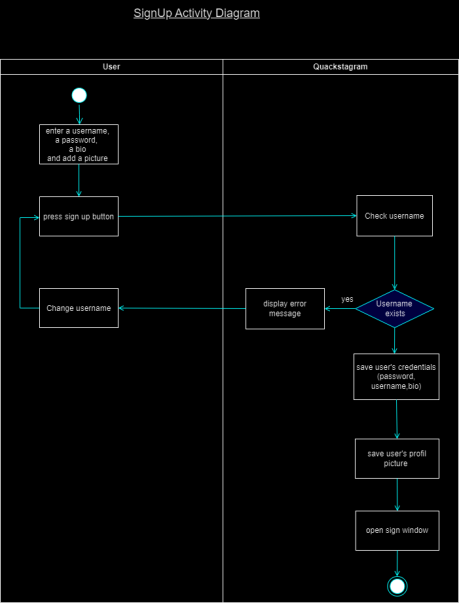 SignUp Activity Diagram
User
Quackstagram
enter a username,
a password,
a bio
and add a picture
press sign up button
Check username
Change username
display error
message
yes
Username
exists
save user's credentials
(password,
username,bio)
save user's profil
picture
open sign window